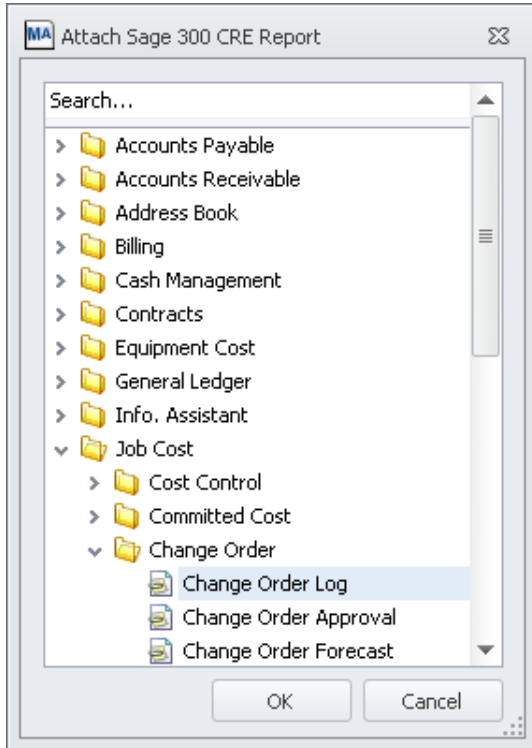 MA Attach Sage 300 CRE Report
Search...
Accounts Payable
Accounts Receivable
Address Book
Billing
Cash Management
Contracts
Equipment Cost
General Ledger
Info. Assistant
Job Cost
Cost Control
Committed Cost
Change Order
Change Order Log
Change Order Approval
Change Order Forecast
OK Cancel